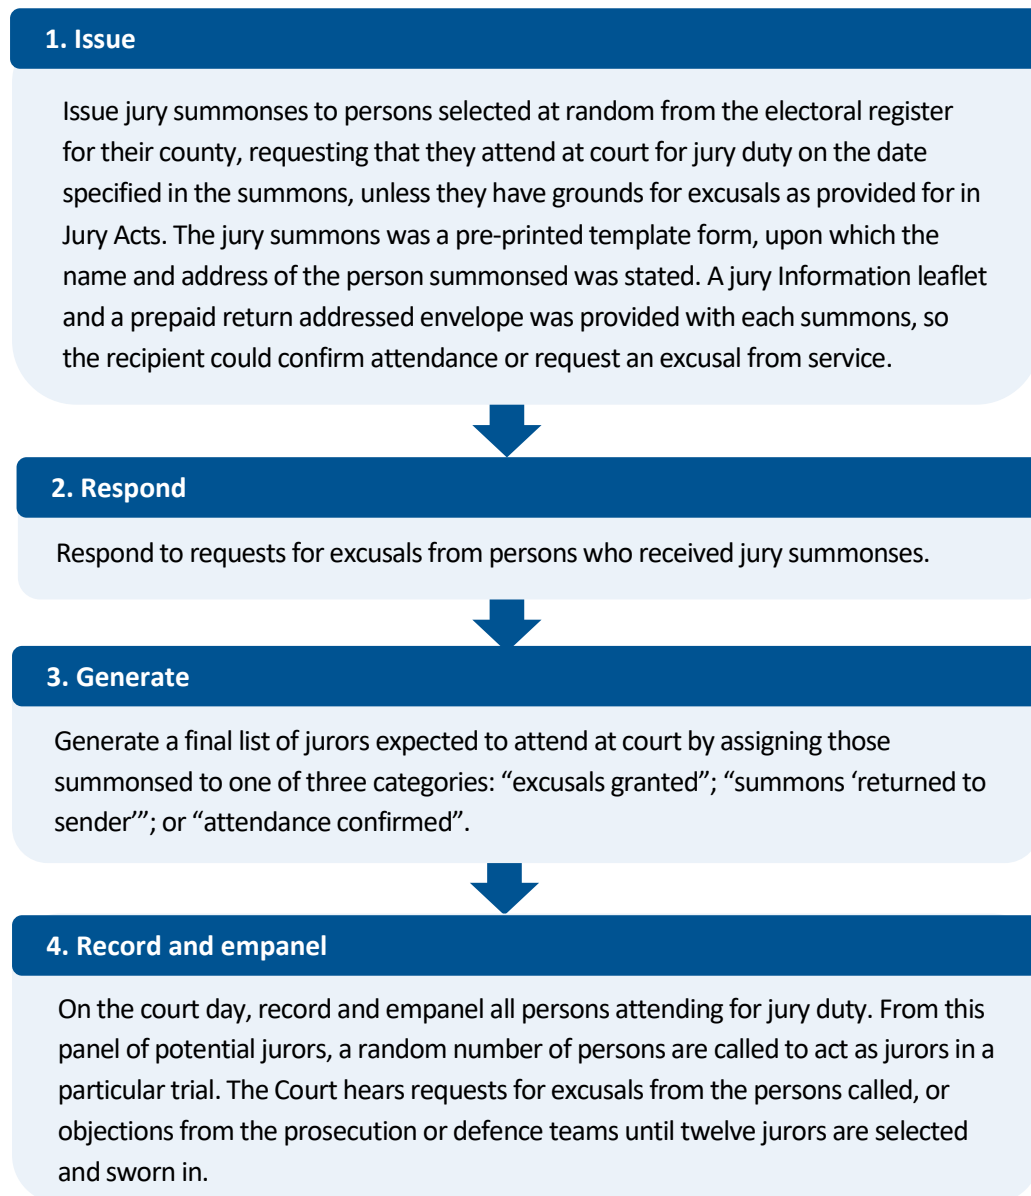 1. Issue
Issue jury summonses to persons selected at random from the electoral register
for their county, requesting that they attend at court for jury duty on the date
specified in the summons, unless they have grounds for excusals as provided for in
Jury Acts. The jury summons was a pre-printed template form, upon which the
name and address of the person summonsed was stated. A jury Information leaflet
and a prepaid return addressed envelope was provided with each summons, so
the recipient could confirm attendance or request an excusal from service.
2. Respond
Respond to requests for excusals from persons who received jury summonses.
3. Generate
Generate a final list of jurors expected to attend at court by assigning those
summonsed to one of three categories: “excusals granted”; “summons ‘returned to
sender’”; or “attendance confirmed”.
4. Record and empanel
On the court day, record and empanel all persons attending for jury duty. From this
panel of potential jurors, a random number of persons are called to act as jurors in a
particular trial. The Court hears requests for excusals from the persons called, or
objections from the prosecution or defence teams until twelve jurors are selected
and sworn in.